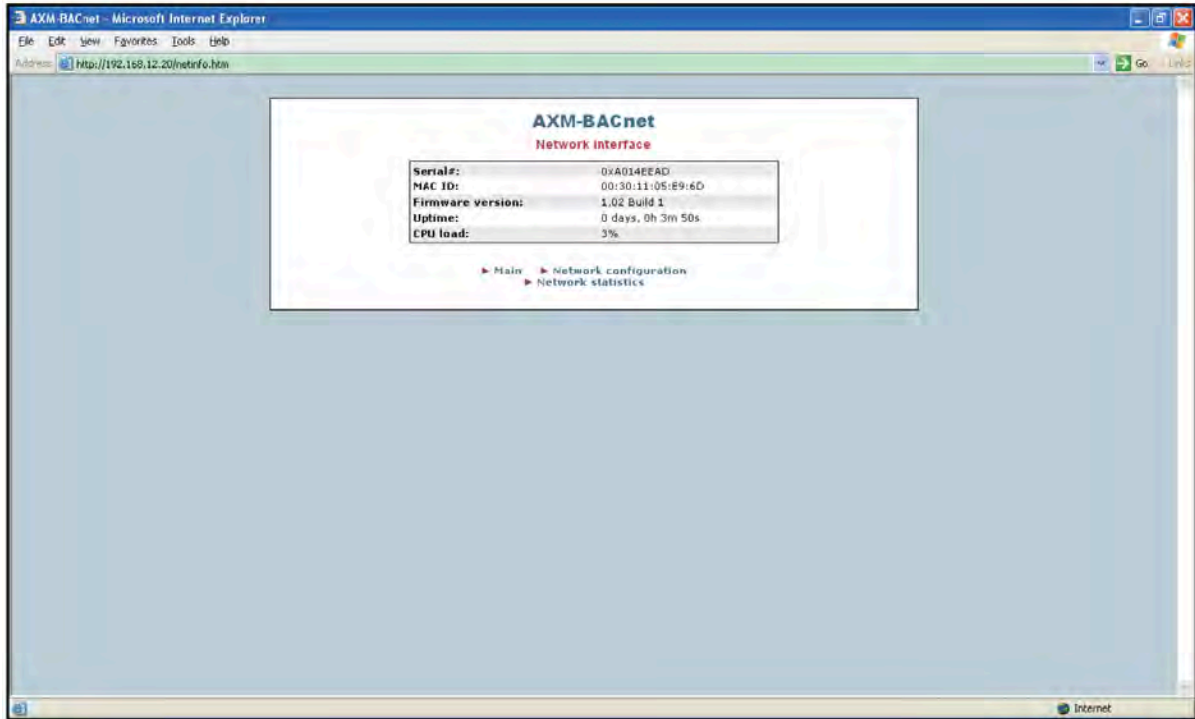 AXM-BACnet - Microsoft Internet Explorer
File Edit View Favorites Tools Help
Address http://192.168.12.20/netinfo.htm Go Links
AXM-BACnet
Network interface
Serial#: 0XA014EEAD
MAC ID: 00:30:11:05:E9:6D
Firmware version: 1.02 Build 1
Uptime: 0 days, 0h 3m 50s
CPU load: 3%
Main Network configuration
Network statistics
Internet